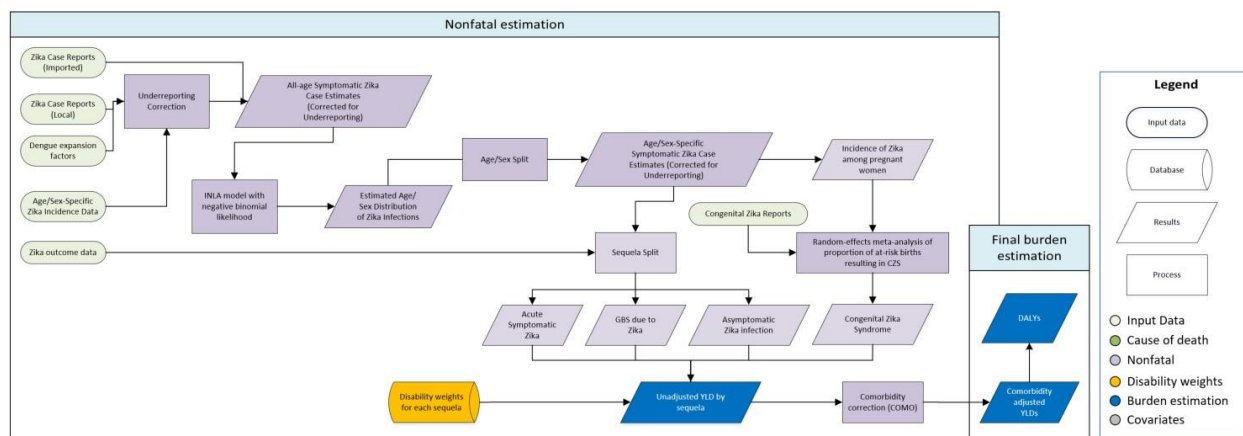 Nonfatal estimation
Zika Case Reports
(Imported)
Zika Case Reports
(Local)
Dengue expansion
factors
Age/Sex-Specific
Zika Incidence Data
Zika outcome data
Underreporting
Correction
All-age Symptomatic Zika
Case Estimates
(Corrected for
Underreporting)
INLA model with
negative binomial
likelihood
Estimated Age/
Sex Distribution
of Zika Infections
Age/Sex Split
Age/Sex-Specific
Symptomatic Zika Case
Estimates (Corrected for
Underreporting)
Incidence of Zika
among pregnant
women
Congenital Zika Reports
Random-effects meta-analysis of
proportion of at-risk births
resulting in CZS
Sequela Split
Acute
Symptomatic
Zika
GBS due to
Zika
Asymptomatic
Zika infection
Congenital Zika
Syndrome
Disability weights
for each sequela
Unadjusted YLD by
sequela
Comorbidity
correction (COMO)
Final burden
estimation
DALYs
Comorbidity
adjusted
YLDs
Legend
Input data
Database
Results
Process
Input Data
Cause of death
Nonfatal
Disability weights
Burden estimation
Covariates